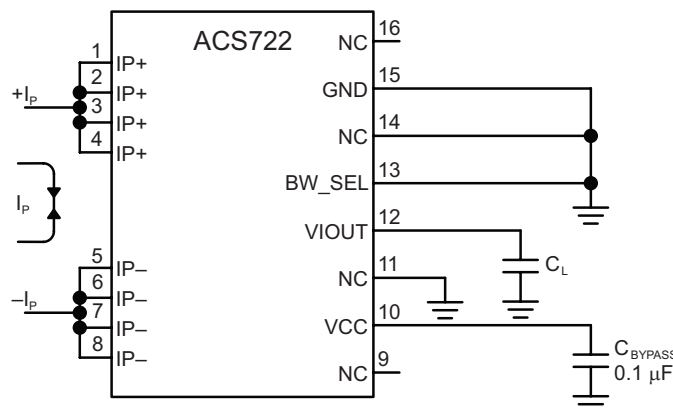 ACS722
1
IP+
2
IP+
3
IP+
4
IP+
+IP
IP
5
IP–
6
IP–
7
IP–
8
IP–
–IP
NC
16
GND
15
NC
14
BW_SEL
13
VIOUT
12
CL
NC
11
VCC
10
CBYPASS
0.1 µF
NC
9